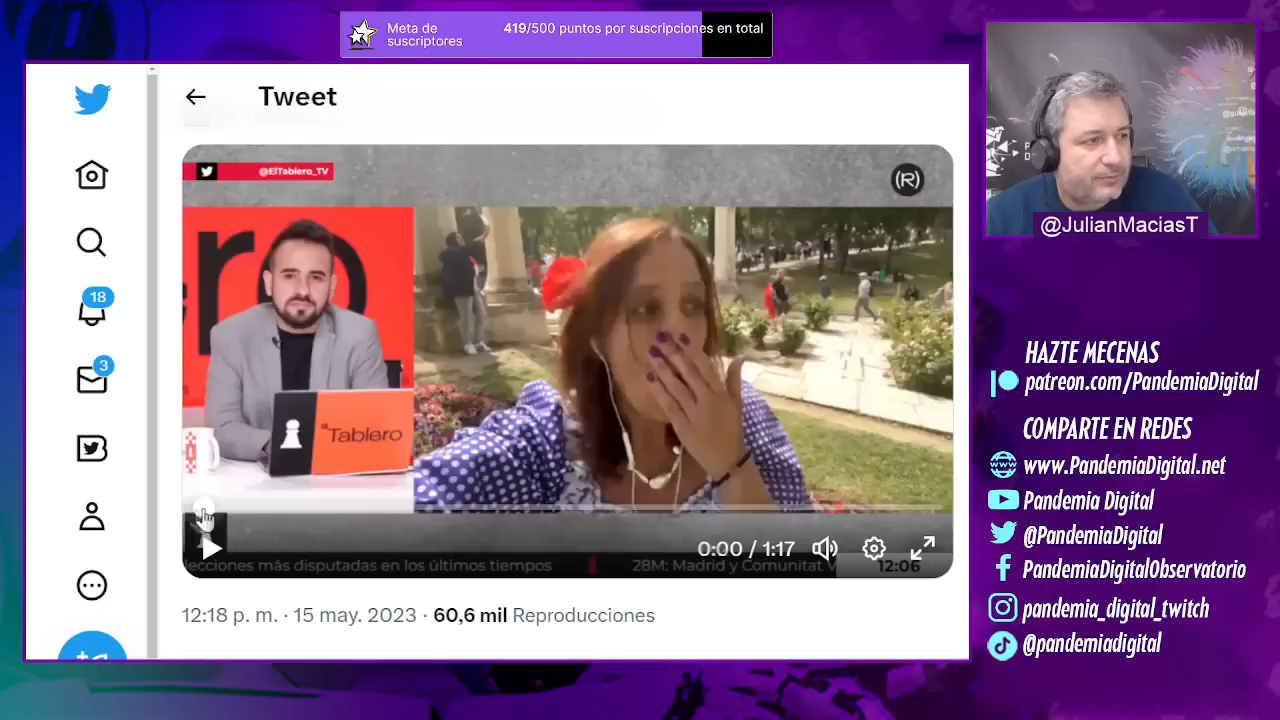 Meta de
suscriptores
419/500 puntos por suscripciones en total
Tweet
@ElTablero_TV
(R)
ero
18
3
"Tablero
0:00 / 1:17
lecciones más disputadas en los últimos tiempos
28M: Madrid y Comunitat V
12:06
12:18 p. m. · 15 may. 2023 · 60,6 mil Reproducciones
@JulianMaciasT
HAZTE MECENAS
patreon.com/PandemiaDigital
COMPARTE EN REDES
www.PandemiaDigital.net
Pandemia Digital
@PandemiaDigital
PandemiaDigitalObservatorio
pandemia_digital_twitch
@pandemiadigital